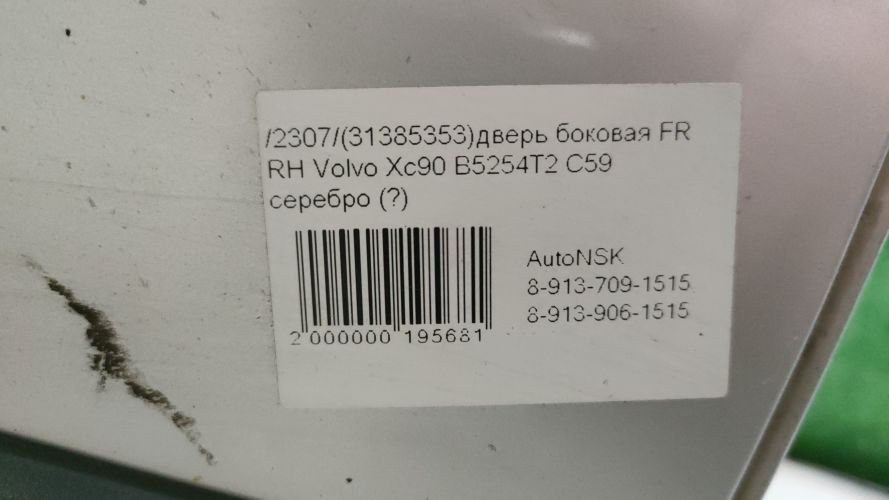 /2307/(31385353)дверь боковая FR
RH Volvo Xc90 B5254T2 C59
серебро (?)
AutoNSK
8-913-709-1515
8-913-906-1515
2 000000 195681